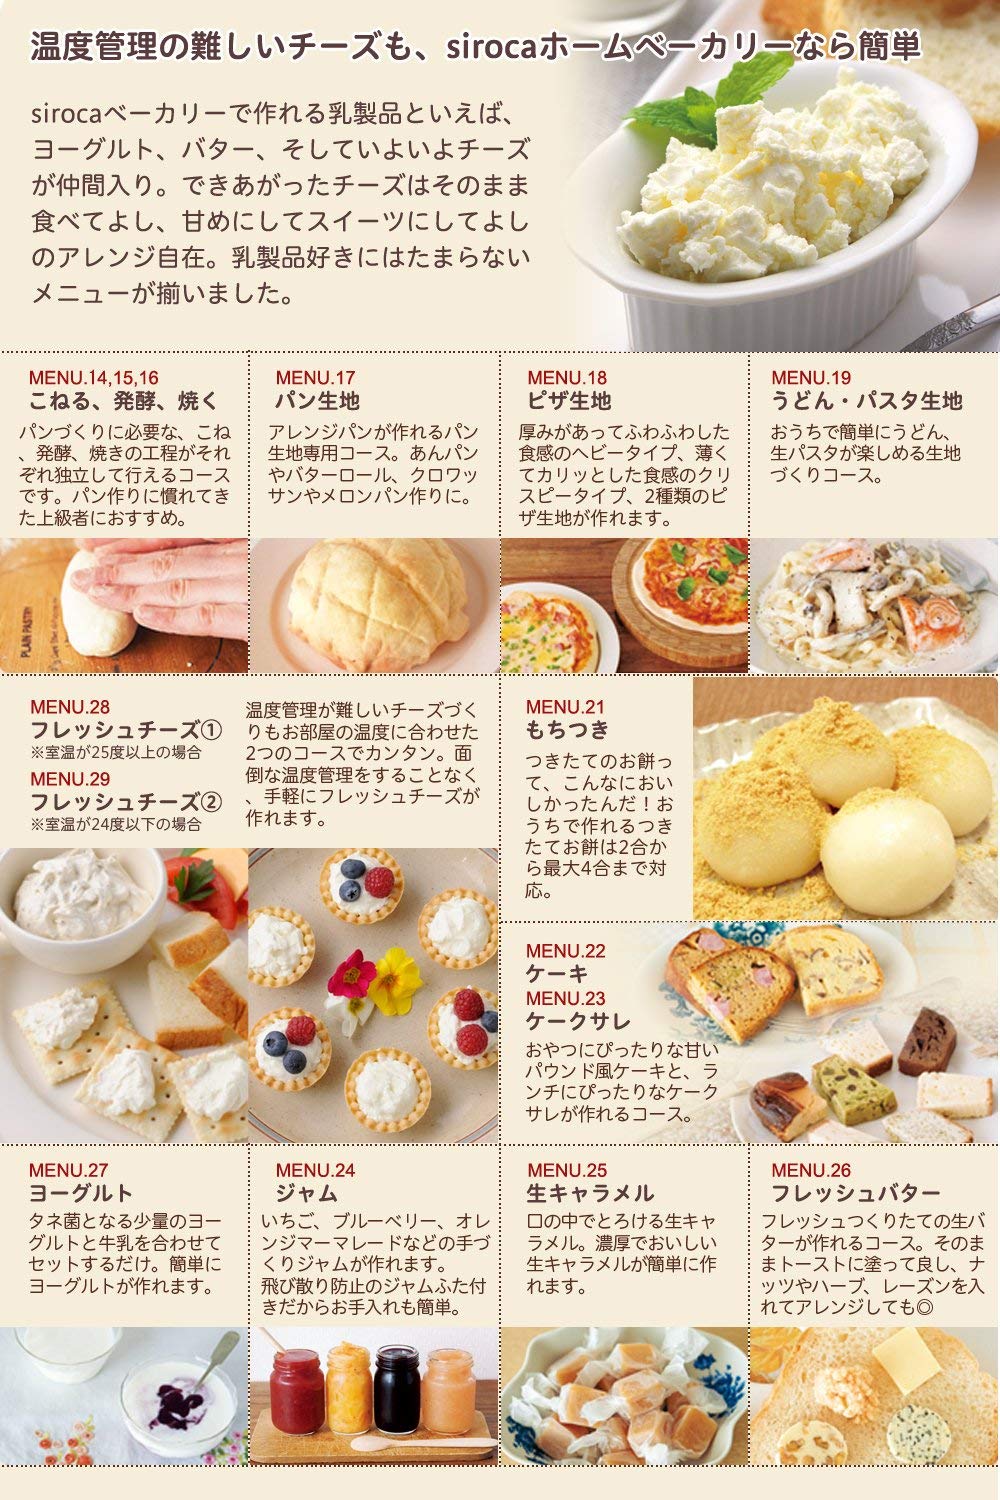 温度管理の難しいチーズも、sirocaホームベーカリーなら簡単
sirocaベーカリーで作れる乳製品といえば、
ヨーグルト、バター、そしていよいよチーズ
が仲間入り。できあがったチーズはそのまま
食べてよし、甘めにしてスイーツにしてよし
のアレンジ自在。乳製品好きにはたまらない
メニューが揃いました。
MENU.14,15,16
こねる、発酵、焼く
パンづくりに必要な、こね
、発酵、焼きの工程がそれ
ぞれ独立して行えるコース
です。パン作りに慣れてき
た上級者におすすめ。
MENU.17
パン生地
アレンジパンが作れるパン
生地専用コース。あんパン
やバターロール、クロワッ
サンやメロンパン作りに。
MENU.18
ピザ生地
厚みがあってふわふわした
食感のヘビータイプ、薄く
てカリッとした食感のクリ
スピータイプ、2種類のピ
ザ生地が作れます。
MENU.19
うどん・パスタ生地
おうちで簡単にうどん、
生パスタが楽しめる生地
づくりコース。
PLAIN PASTRY
MENU.28
フレッシュチーズ①
※室温が25度以上の場合
MENU.29
フレッシュチーズ②
※室温が24度以下の場合
温度管理が難しいチーズづく
りもお部屋の温度に合わせた
2つのコースでカンタン。面
倒な温度管理をすることなく
、手軽にフレッシュチーズが
作れます。
MENU.21
もちつき
つきたてのお餅っ
て、こんなにおい
しかったんだ！お
うちで作れるつき
たてお餅は2合か
ら最大4合まで対
応。
MENU.22
ケーキ
MENU.23
ケークサレ
おやつにぴったりな甘い
パウンド風ケーキと、ラ
ンチにぴったりなケーク
サレが作れるコース。
MENU.27
ヨーグルト
タネ菌となる少量のヨー
グルトと牛乳を合わせて
セットするだけ。簡単に
ヨーグルトが作れます。
MENU.24
ジャム
いちご、ブルーベリー、オレ
ンジマーマレードなどの手づ
くりジャムが作れます。
飛び散り防止のジャムふた付
きだからお手入れも簡単。
MENU.25
生キャラメル
口の中でとろける生キャ
ラメル。濃厚でおいしい
生キャラメルが簡単に作
れます。
MENU.26
フレッシュバター
フレッシュつくりたての生バ
ターが作れるコース。そのま
まトーストに塗って良し、ナ
ッツやハーブ、レーズンを入
れてアレンジしても◎